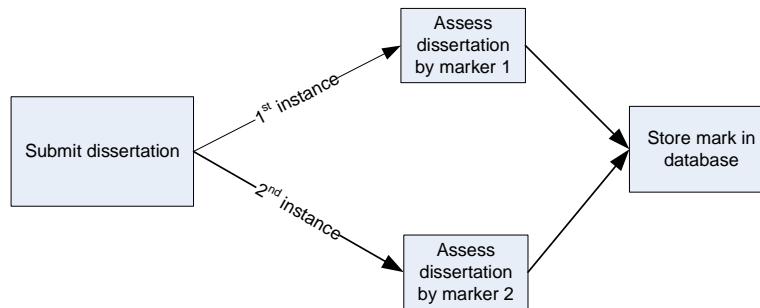 Submit dissertation
1st instance
2nd instance
Assess
dissertation
by marker 1
Assess
dissertation
by marker 2
Store mark in
database